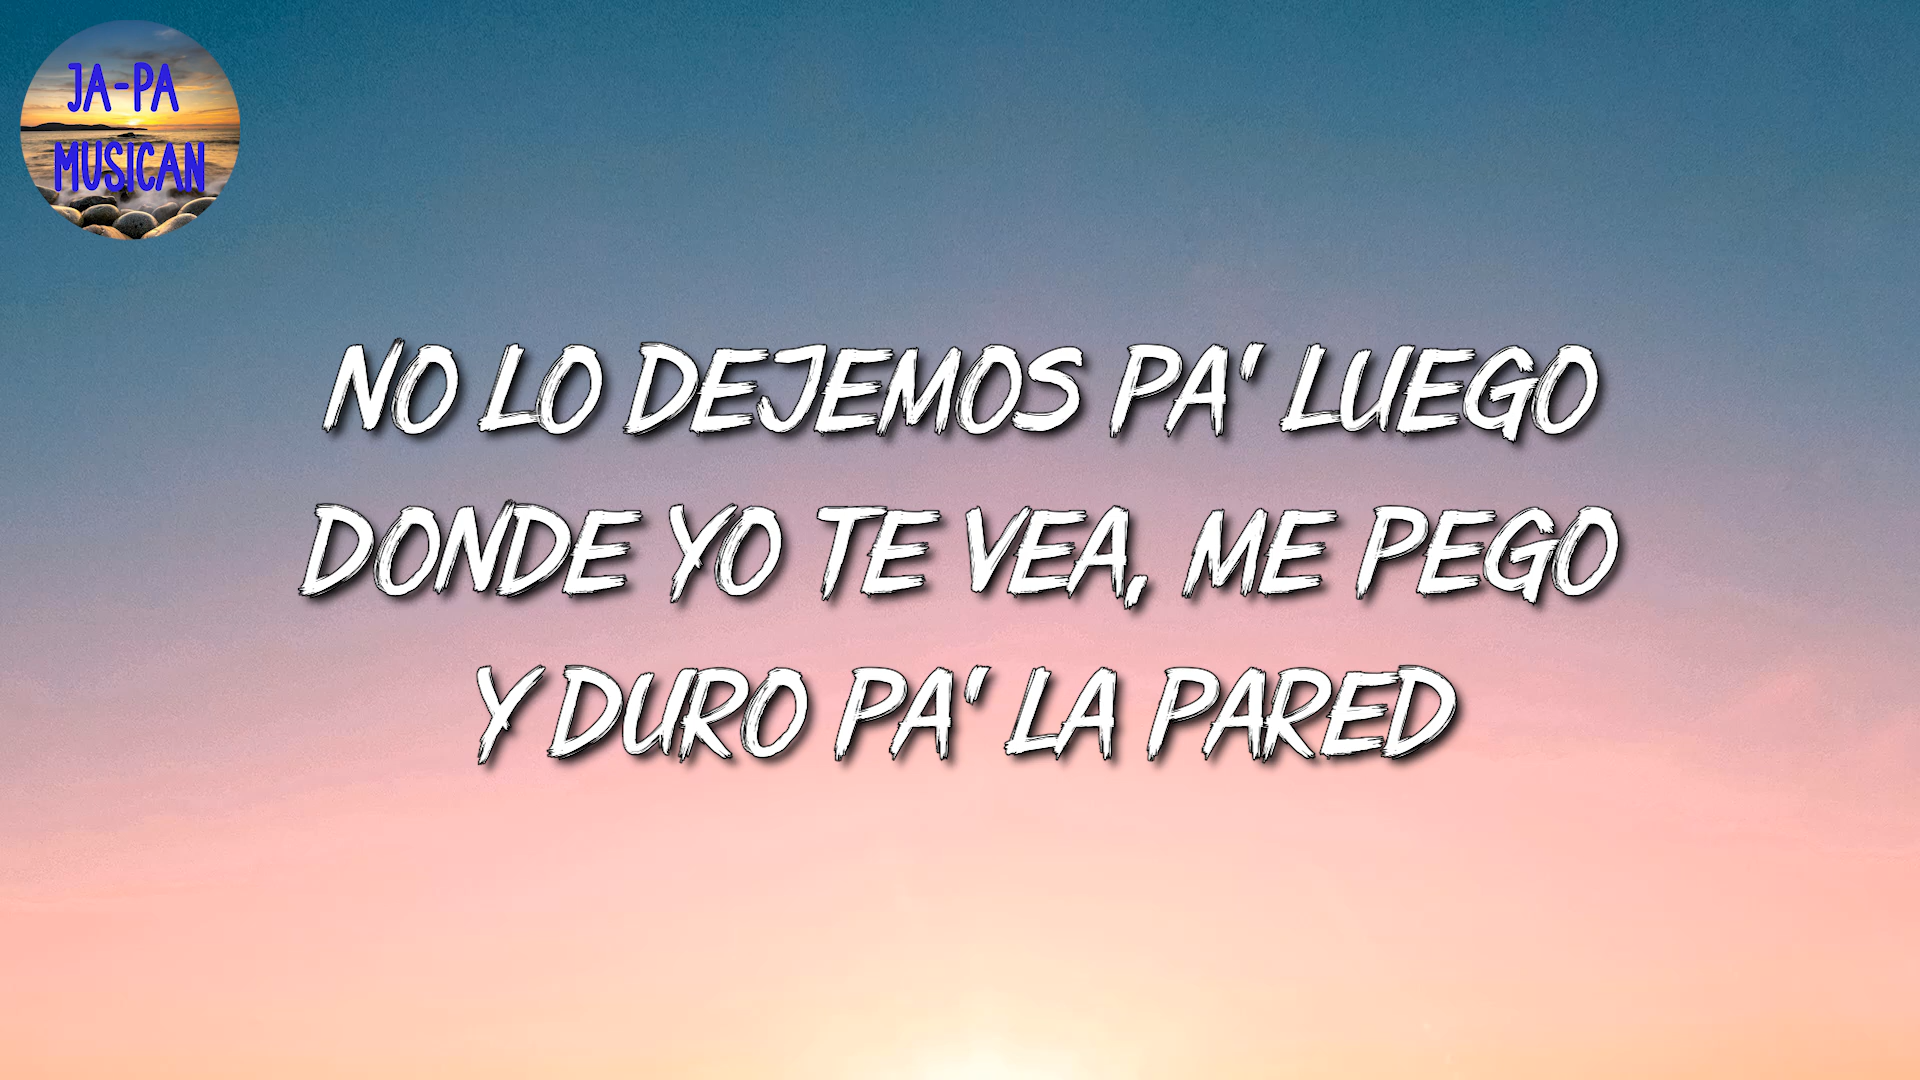 JA-PA
MUSICAN
NO LO DEJEMOS PA' LUEGO
DONDE YO TE VEA, ME PEGO
Y DURO PA' LA PARED